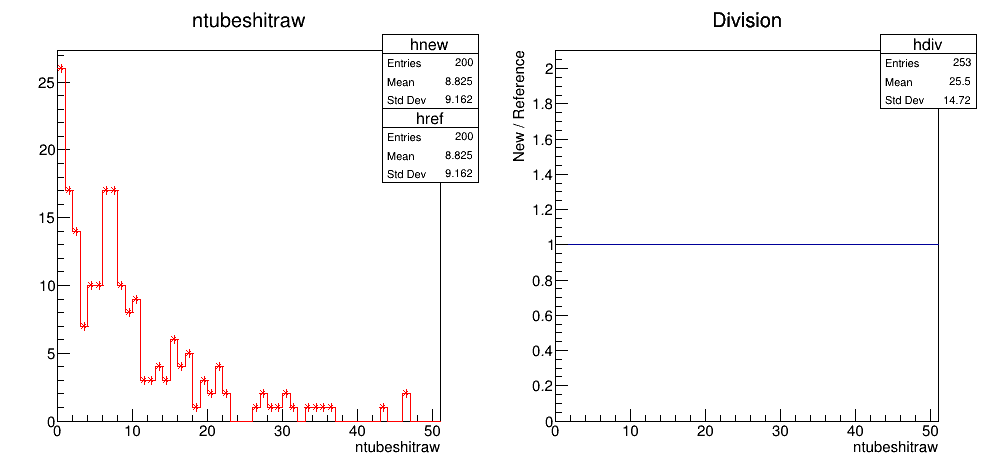 ntubeshitraw
hnew
Entries 200
Mean 8.825
Std Dev 9.162
href
Entries 200
Mean 8.825
Std Dev 9.162
25
20
15
10
5
0
0 10 20 30 40 50
ntubeshitraw
Division
hdiv
Entries 253
Mean 25.5
Std Dev 14.72
New / Reference
2
1.8
1.6
1.4
1.2
1
0.8
0.6
0.4
0.2
0
0 10 20 30 40 50
ntubeshitraw